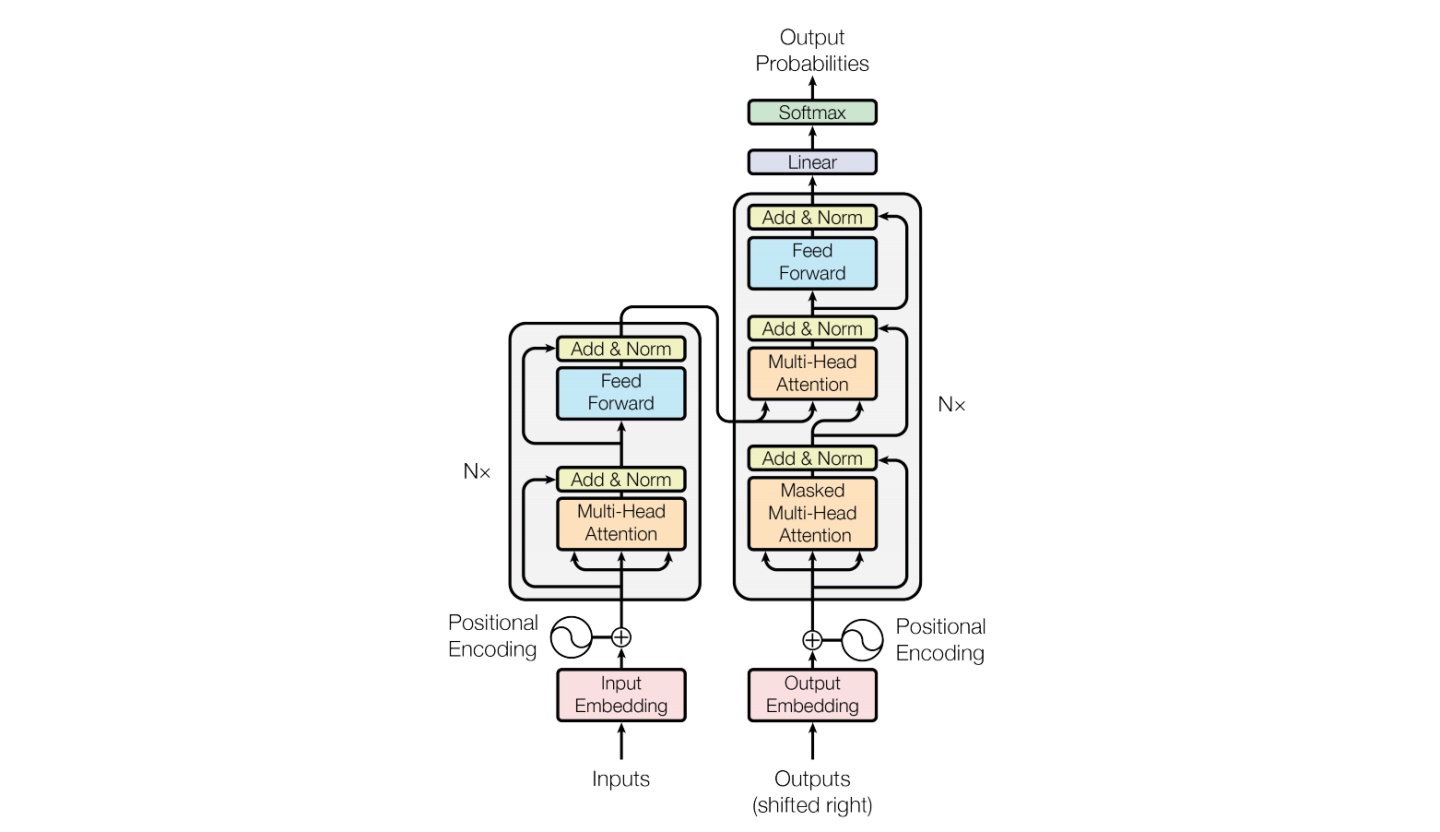 Output
Probabilities
Softmax
Linear
Add & Norm
Feed
Forward
Add & Norm
Multi-Head
Attention
N×
Add & Norm
Masked
Multi-Head
Attention
Add & Norm
Feed
Forward
N×
Add & Norm
Multi-Head
Attention
Positional
Encoding
Positional
Encoding
Input
Embedding
Output
Embedding
Inputs
Outputs
(shifted right)